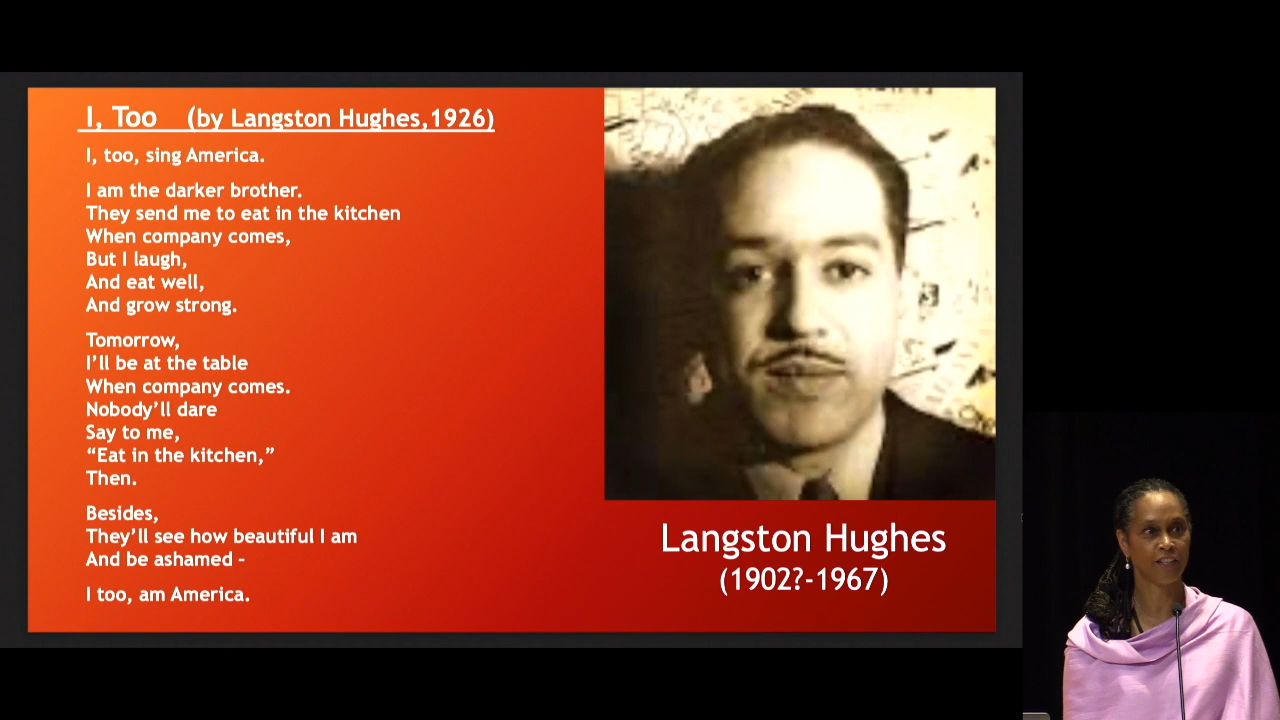 I, Too (by Langston Hughes,1926)
I, too, sing America.
I am the darker brother.
They send me to eat in the kitchen
When company comes,
But I laugh,
And eat well,
And grow strong.
Tomorrow,
I’ll be at the table
When company comes.
Nobody’ll dare
Say to me,
“Eat in the kitchen,”
Then.
Besides,
They’ll see how beautiful I am
And be ashamed –
I too, am America.
Langston Hughes
(1902?-1967)